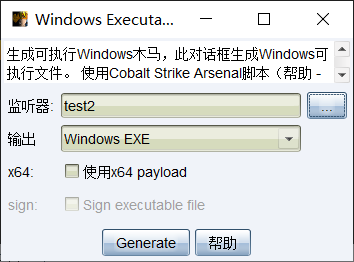 Windows Executa...
生成可执行Windows木马，此对话框生成Windows可
执行文件。 使用Cobalt Strike Arsenal脚本（帮助 -
监听器: test2 ...
输出 Windows EXE
x64: 使用x64 payload
sign: Sign executable file
Generate 帮助